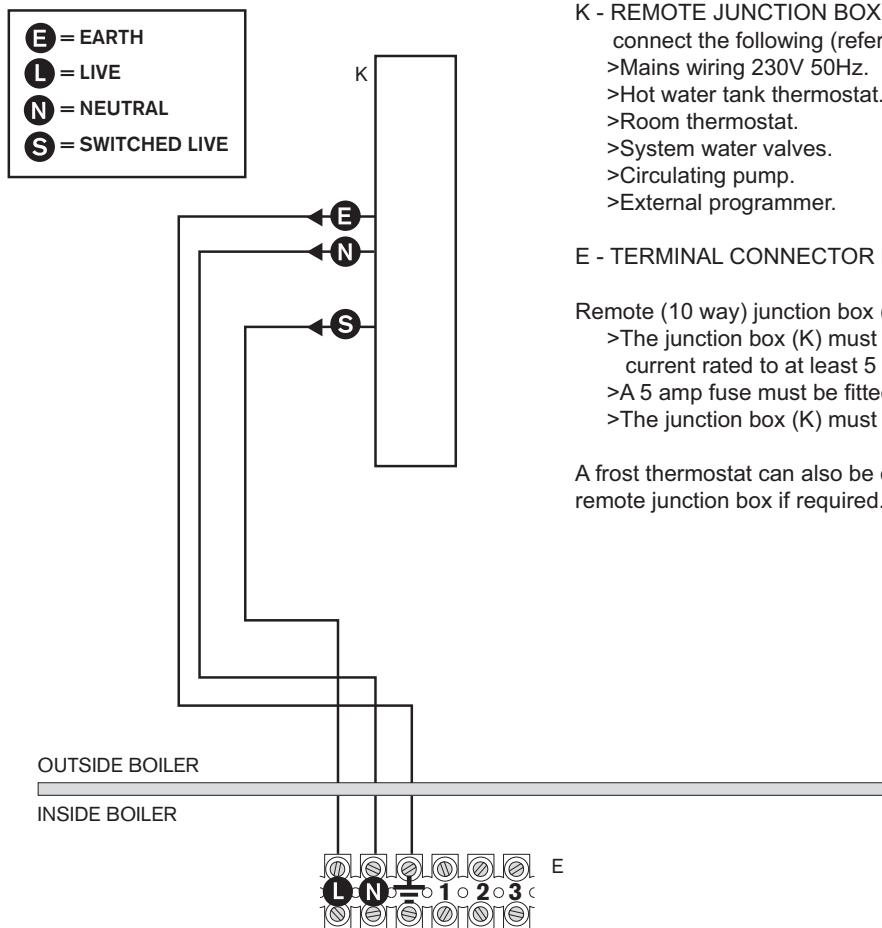 E = EARTH
L = LIVE
N = NEUTRAL
S = SWITCHED LIVE
K
E
N
S
K - REMOTE JUNCTION BOX
connect the following (refer
>Mains wiring 230V 50Hz.
>Hot water tank thermostat.
>Room thermostat.
>System water valves.
>Circulating pump.
>External programmer.
E - TERMINAL CONNECTOR
Remote (10 way) junction box
>The junction box (K) must
current rated to at least 5
>A 5 amp fuse must be fitted
>The junction box (K) must
A frost thermostat can also be
remote junction box if required.
OUTSIDE BOILER
INSIDE BOILER
E
L N 1 2 3